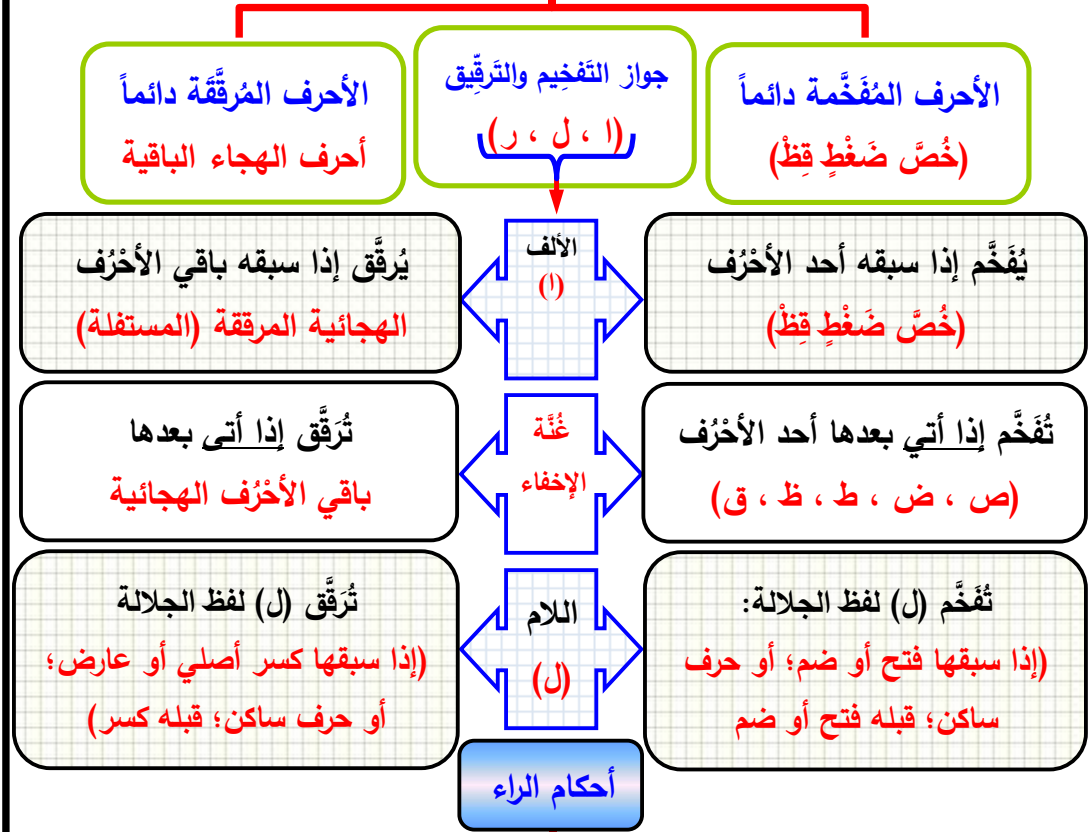 الأحرف المُفَخَّمة دائماً
(خُصَّ ضَغْطٍ قِظْ)
جواز التَفخِيم والتَرقِّيق
(ا ، ل ، ر)
الأحرف المُرقَّقَة دائماً
أحرف الهجاء الباقية
يُفَخَّم إذا سبقه أحد الأحْرُف
(خُصَّ ضَغْطٍ قِظْ)
الألف
(ا)
يُرقَّق إذا سبقه باقي الأحْرُف
الهجائية المرققة (المستفلة)
تُفَخَّم إذا أتي بعدها أحد الأحْرُف
(ص ، ض ، ط ، ظ ، ق)
غُنَّة
الإخفاء
تُرَقَّق إذا أتى بعدها
باقي الأحْرُف الهجائية
تُفَخَّم (ل) لفظ الجلالة:
(إذا سبقها فتح أو ضم؛ أو حرف
ساكن؛ قبله فتح أو ضم
اللام
(ل)
تُرَقَّق (ل) لفظ الجلالة
(إذا سبقها كسر أصلي أو عارض؛
أو حرف ساكن؛ قبله كسر)
أحكام الراء